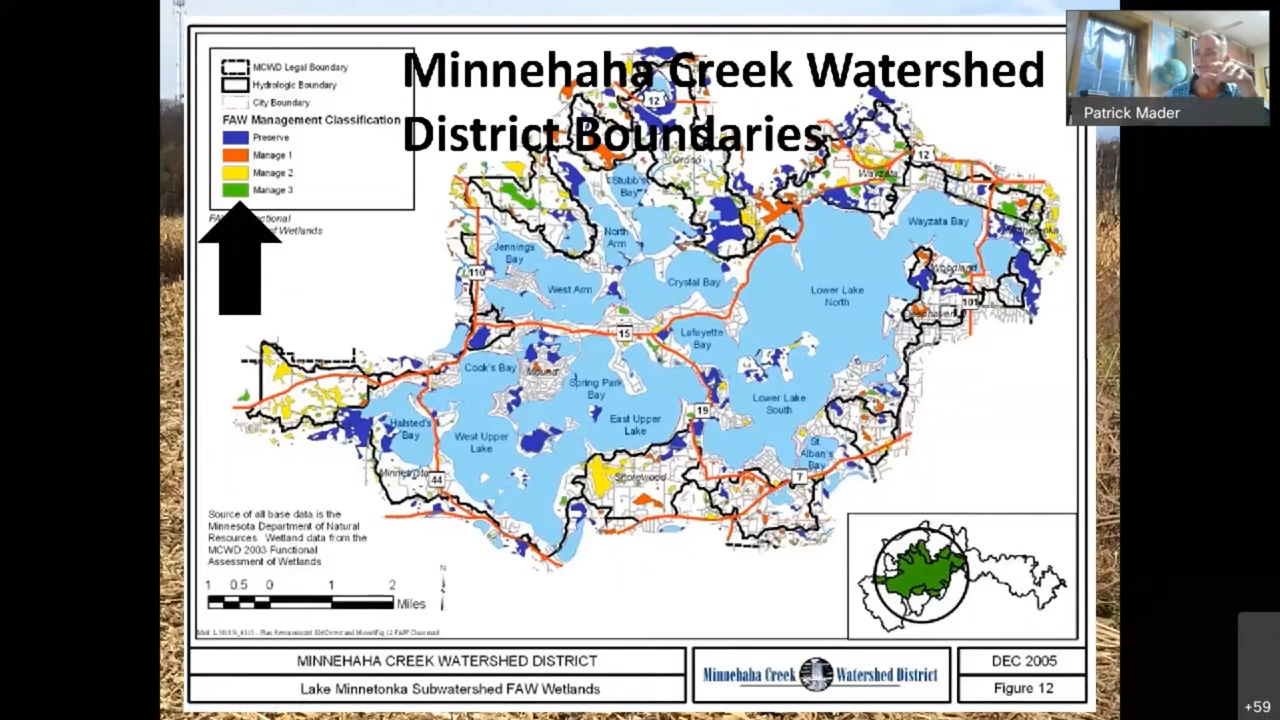 Minnehaha Creek Watershed
District Boundaries
Patrick Mader
MCWD Legal Boundary
Hydrologic Boundary
City Boundary
FAW Management Classification
Preserve
Manage 1
Manage 2
Manage 3
of Wetlands
12
Orono
Stubb's
Bay
Wayzata
12
Wayzata Bay
North
Arm
Jennings
Bay
110
West Arm
Crystal Bay
Lower Lake
North
Woodland
101
Deephaven
15
Lafayette
Bay
Cook's Bay
Mound
Spring Park
Bay
Lower Lake
South
19
East Upper
Lake
Halsted's
Bay
West Upper
Lake
St.
Alban's
Bay
Minnetrista
44
Shorewood
7
Source of all base data is the
Minnesota Department of Natural
Resources. Wetland data from the
MCWD 2003 Functional
Assessment of Wetlands
1 0.5 0 1 2
Miles
N
MINNEHAHA CREEK WATERSHED DISTRICT
Lake Minnetonka Subwatershed FAW Wetlands
Minnehaha Creek Watershed District
DEC 2005
Figure 12
+59